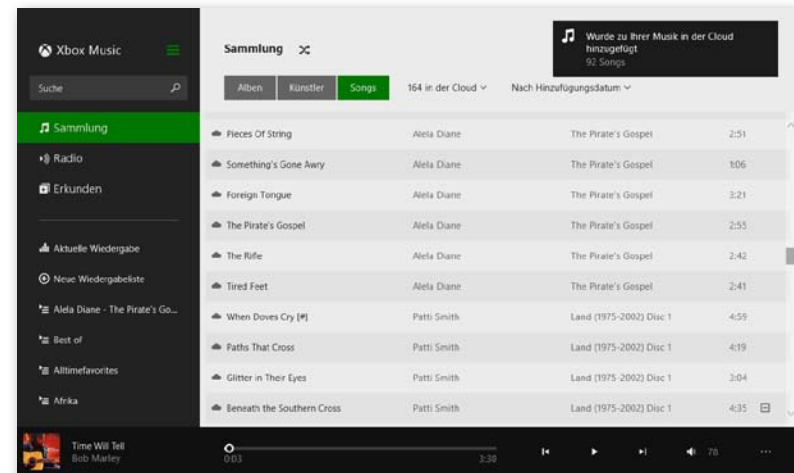 Xbox Music
Suche
Sammlung
Radio
Erkunden
Aktuelle Wiedergabe
Neue Wiedergabeliste
Alela Diane - The Pirate's Go...
Best of
Alltimefavorites
Afrika
Sammlung
Wurde zu Ihrer Musik in der Cloud
hinzugefügt
92 Songs
Alben Künstler Songs 164 in der Cloud Nach Hinzufügungsdatum
Pieces Of String Alela Diane The Pirate's Gospel 2:51
Something's Gone Awry Alela Diane The Pirate's Gospel 1:06
Foreign Tongue Alela Diane The Pirate's Gospel 3:21
The Pirate's Gospel Alela Diane The Pirate's Gospel 2:55
The Rifle Alela Diane The Pirate's Gospel 2:42
Tired Feet Alela Diane The Pirate's Gospel 2:41
When Doves Cry [#] Patti Smith Land (1975-2002) Disc 1 4:59
Paths That Cross Patti Smith Land (1975-2002) Disc 1 4:19
Glitter in Their Eyes Patti Smith Land (1975-2002) Disc 1 3:04
Beneath the Southern Cross Patti Smith Land (1975-2002) Disc 1 4:35
Time Will Tell
Bob Marley
0:03 3:30 78